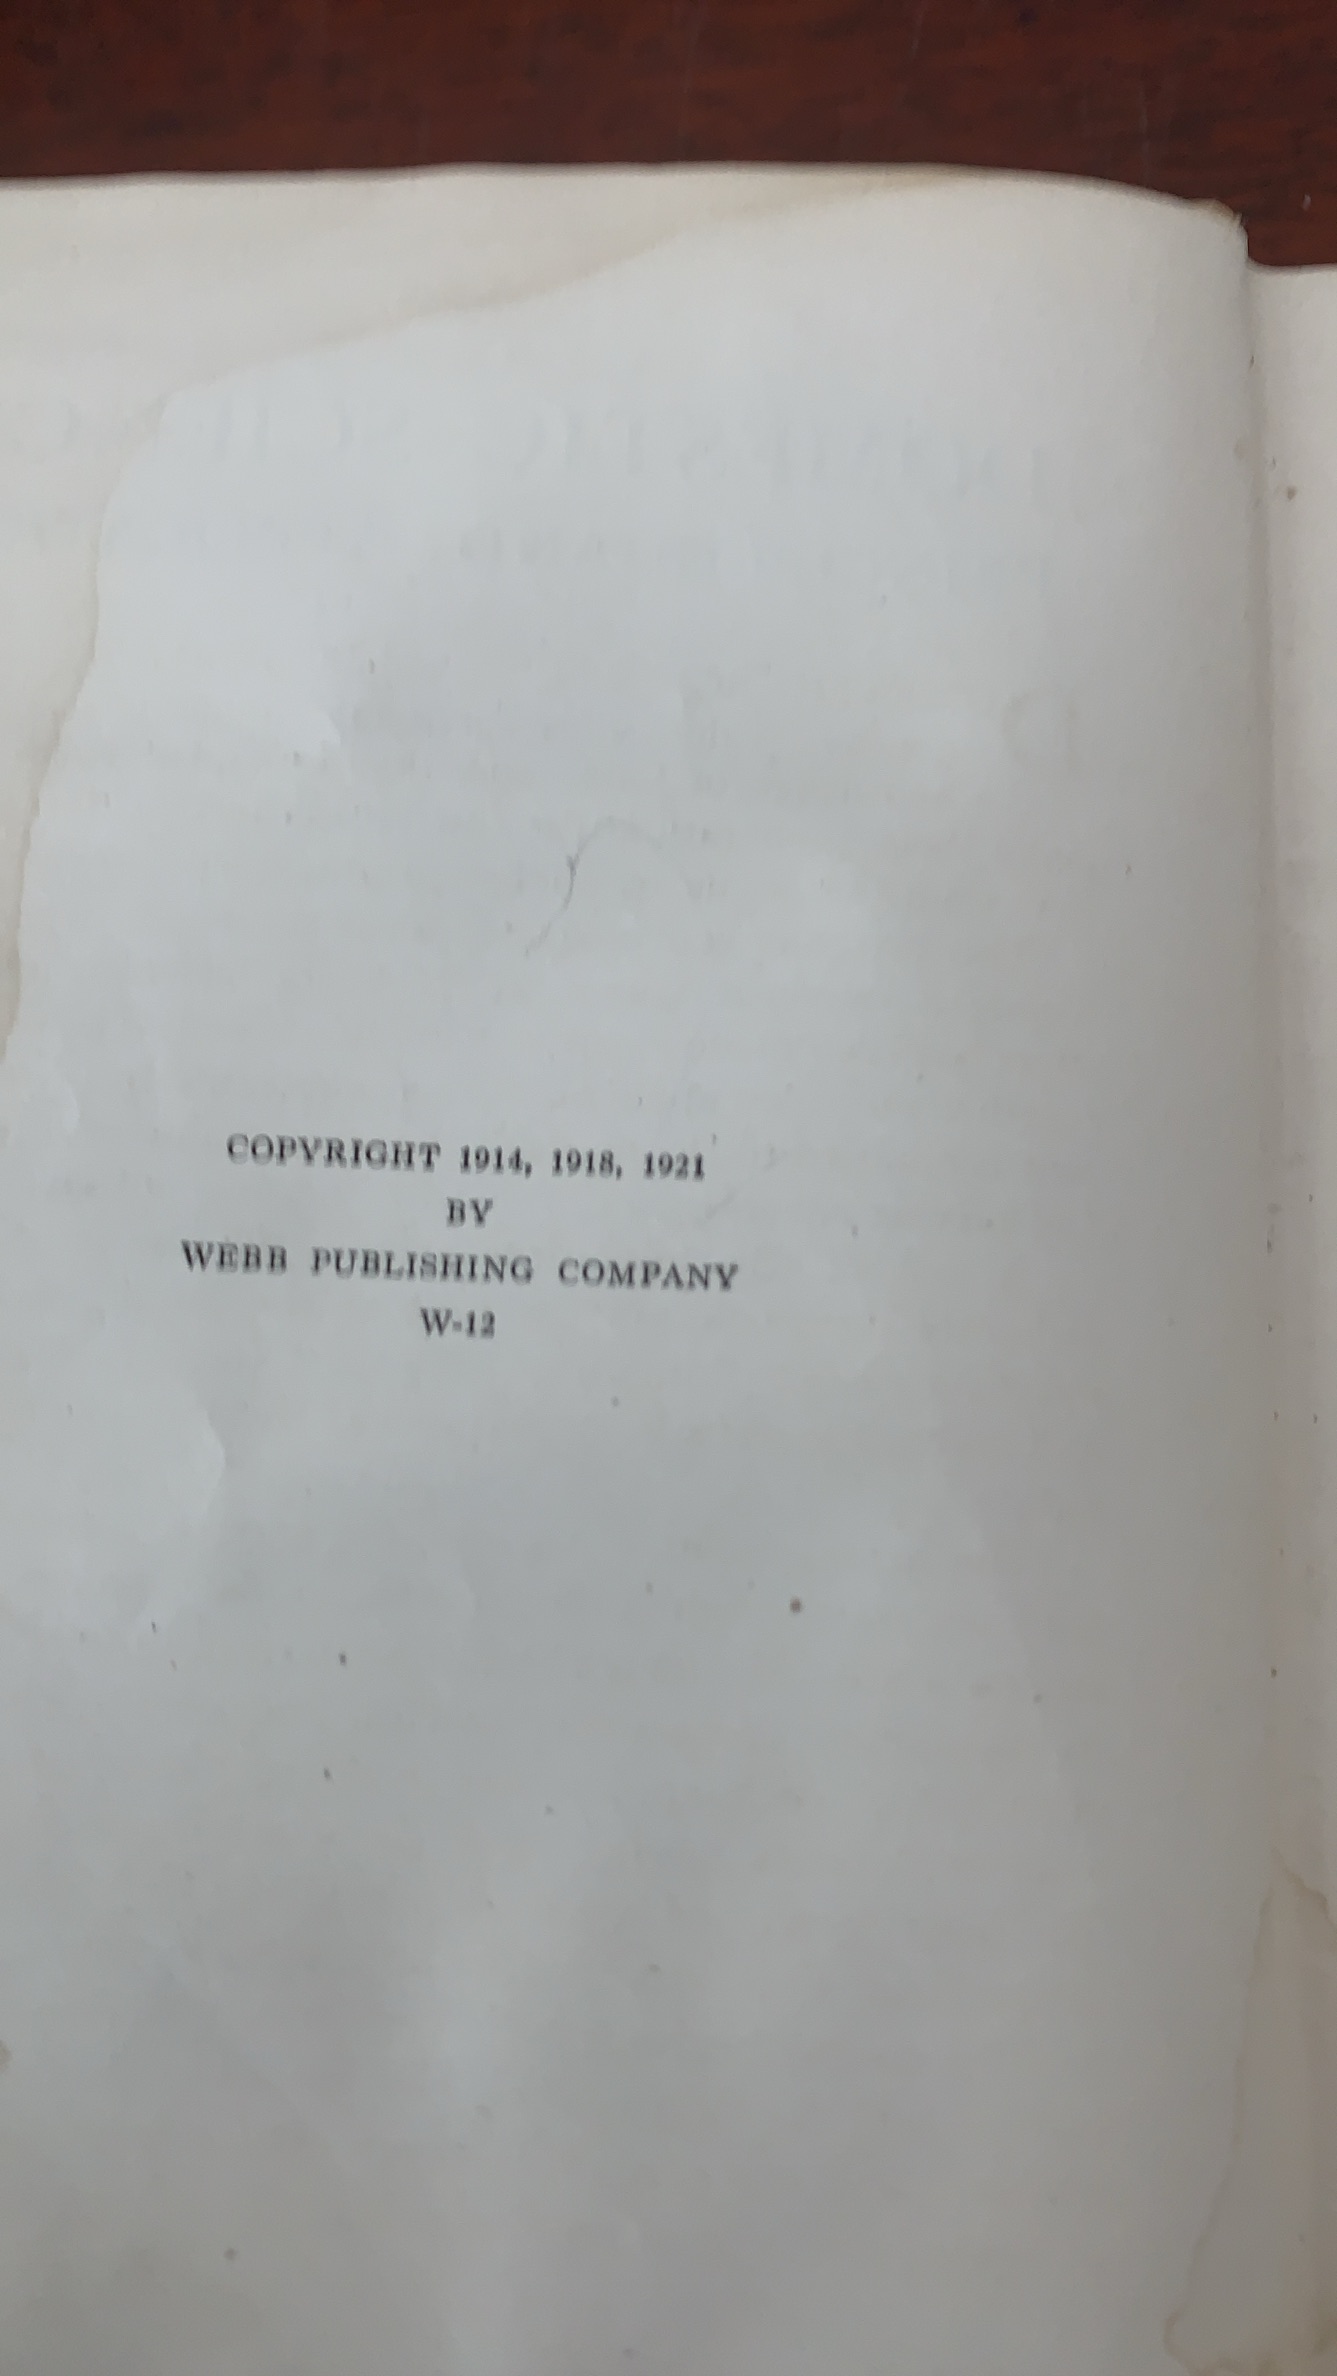 COPYRIGHT 1914, 1918, 1921
BY
WEBB PUBLISHING COMPANY
W-12